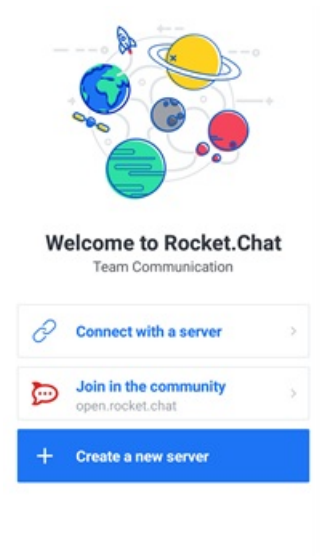 Welcome to Rocket.Chat
Team Communication
Connect with a server
Join in the community
open.rocket.chat
Create a new server